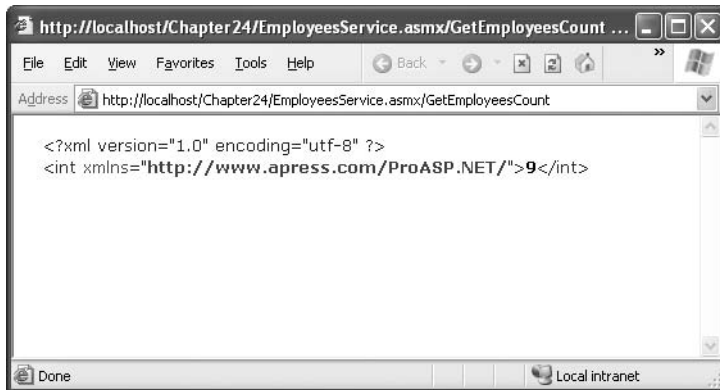 http://localhost/Chapter24/EmployeesService.asmx/GetEmployeesCount ...
File Edit View Favorites Tools Help Back »
Address http://localhost/Chapter24/EmployeesService.asmx/GetEmployeesCount
<?xml version="1.0" encoding="utf-8" ?>
<int xmlns="http://www.apress.com/ProASP.NET/">9</int>
Done Local intranet